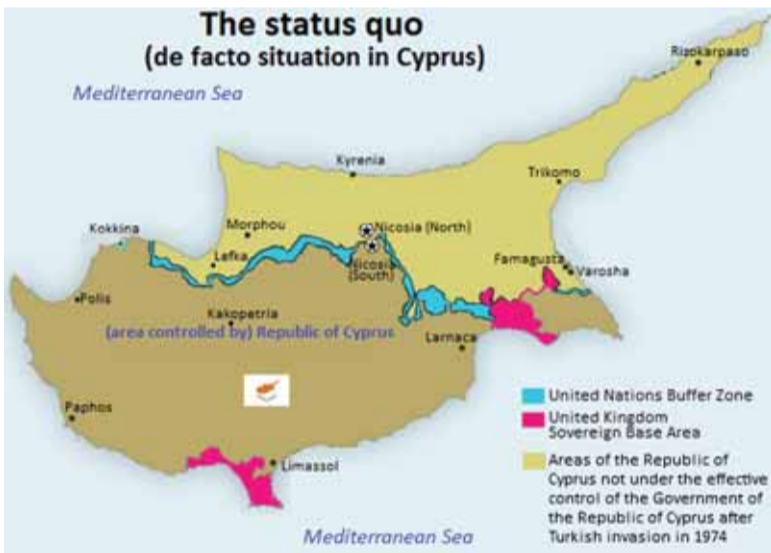 The status quo
(de facto situation in Cyprus)
Mediterranean Sea
Rizokarpaso
Kyrenia
Trikomo
Kokkina
Morphou
Nicosia (North)
Lefka
Nicosia
(South)
Famagusta
Varosha
Polis
Kakopetria
(area controlled by) Republic of Cyprus
Larnaca
Paphos
Limassol
United Nations Buffer Zone
United Kingdom
Sovereign Base Area
Areas of the Republic of
Cyprus not under the effective
control of the Government of
the Republic of Cyprus after
Turkish invasion in 1974
Mediterranean Sea